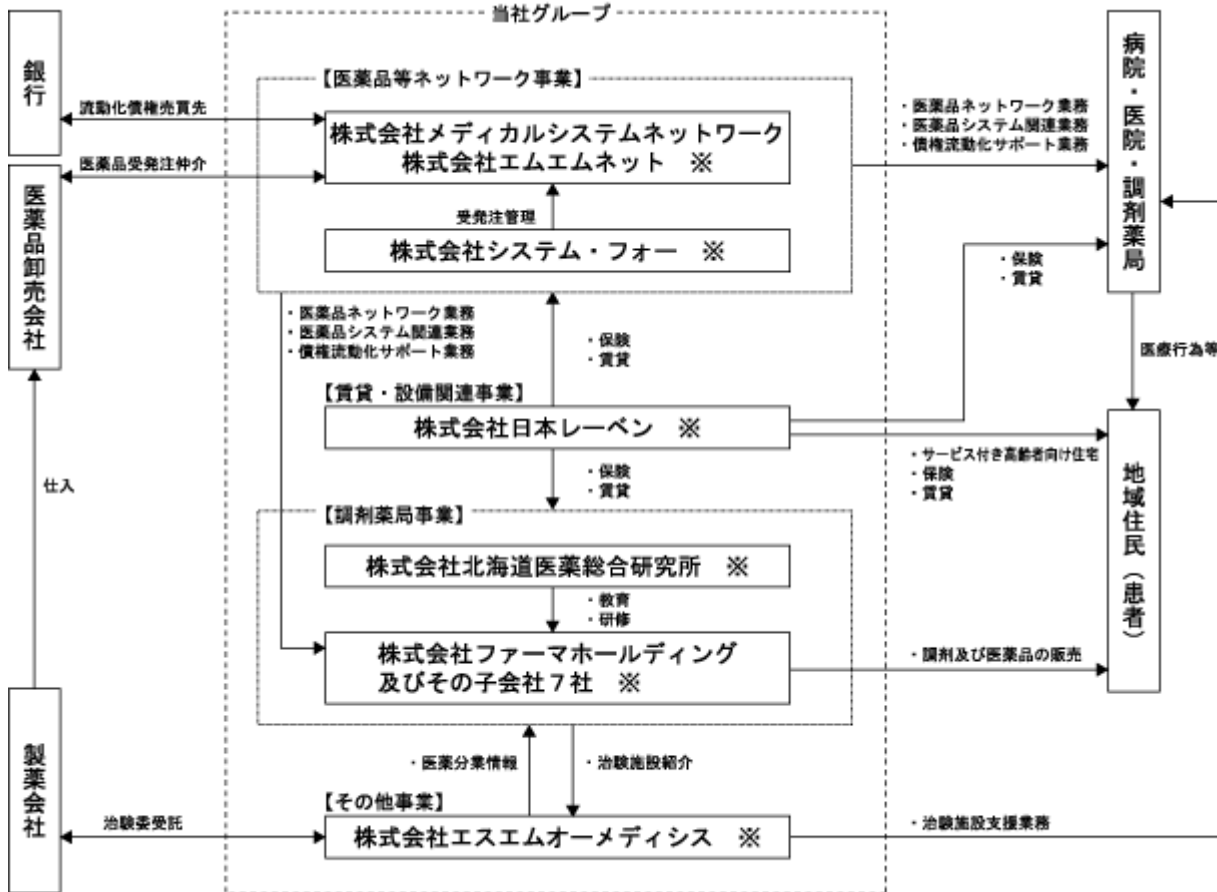 当社グループ
銀行
医薬品卸売会社
製薬会社
流動化債権売買先
医薬品受発注仲介
仕入
治験委受託
【医薬品等ネットワーク事業】
株式会社メディカルシステムネットワーク
株式会社エムエムネット ※
受発注管理
株式会社システム・フォー ※
・医薬品ネットワーク業務
・医薬品システム関連業務
・債権流動化サポート業務
・保険
・賃貸
【賃貸・設備関連事業】
株式会社日本レーベン ※
・保険
・賃貸
【調剤薬局事業】
株式会社北海道医薬総合研究所 ※
・教育
・研修
株式会社ファーマホールディング
及びその子会社7社 ※
・医薬分業情報
・治験施設紹介
【その他事業】
株式会社エスエムオーメディシス ※
・医薬品ネットワーク業務
・医薬品システム関連業務
・債権流動化サポート業務
・保険
・賃貸
・サービス付き高齢者向け住宅
・保険
・賃貸
・調剤及び医薬品の販売
・治験施設支援業務
病院・医院・調剤薬局
医療行為等
地域住民（患者）